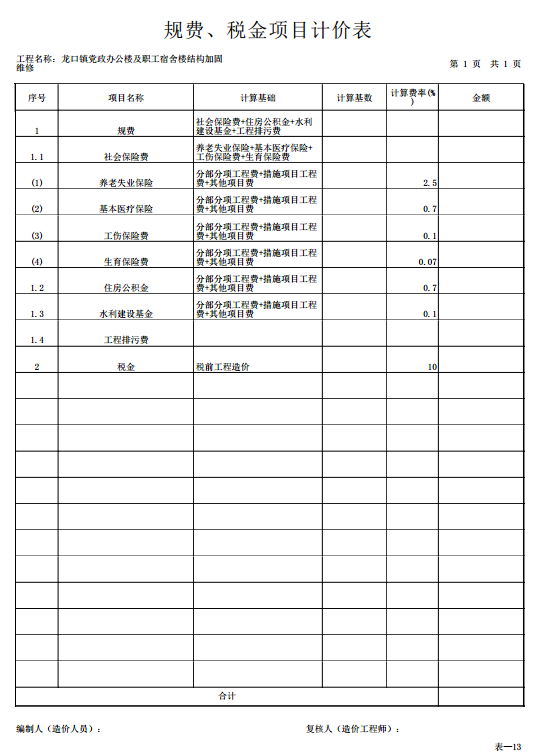 规费、税金项目计价表
工程名称：龙口镇党政办公楼及职工宿舍楼结构加固
维修
第 1 页 共 1 页
序号 项目名称 计算基础 计算基数 计算费率(%
) 金额
1 规费 社会保险费+住房公积金+水利
建设基金+工程排污费
1.1 社会保险费 养老失业保险+基本医疗保险+
工伤保险费+生育保险费
(1) 养老失业保险 分部分项工程费+措施项目工程
费+其他项目费 2.5
(2) 基本医疗保险 分部分项工程费+措施项目工程
费+其他项目费 0.7
(3) 工伤保险费 分部分项工程费+措施项目工程
费+其他项目费 0.1
(4) 生育保险费 分部分项工程费+措施项目工程
费+其他项目费 0.07
1.2 住房公积金 分部分项工程费+措施项目工程
费+其他项目费 0.7
1.3 水利建设基金 分部分项工程费+措施项目工程
费+其他项目费 0.1
1.4 工程排污费
2 税金 税前工程造价 10
合计
编制人（造价人员）： 复核人（造价工程师）：
表—13